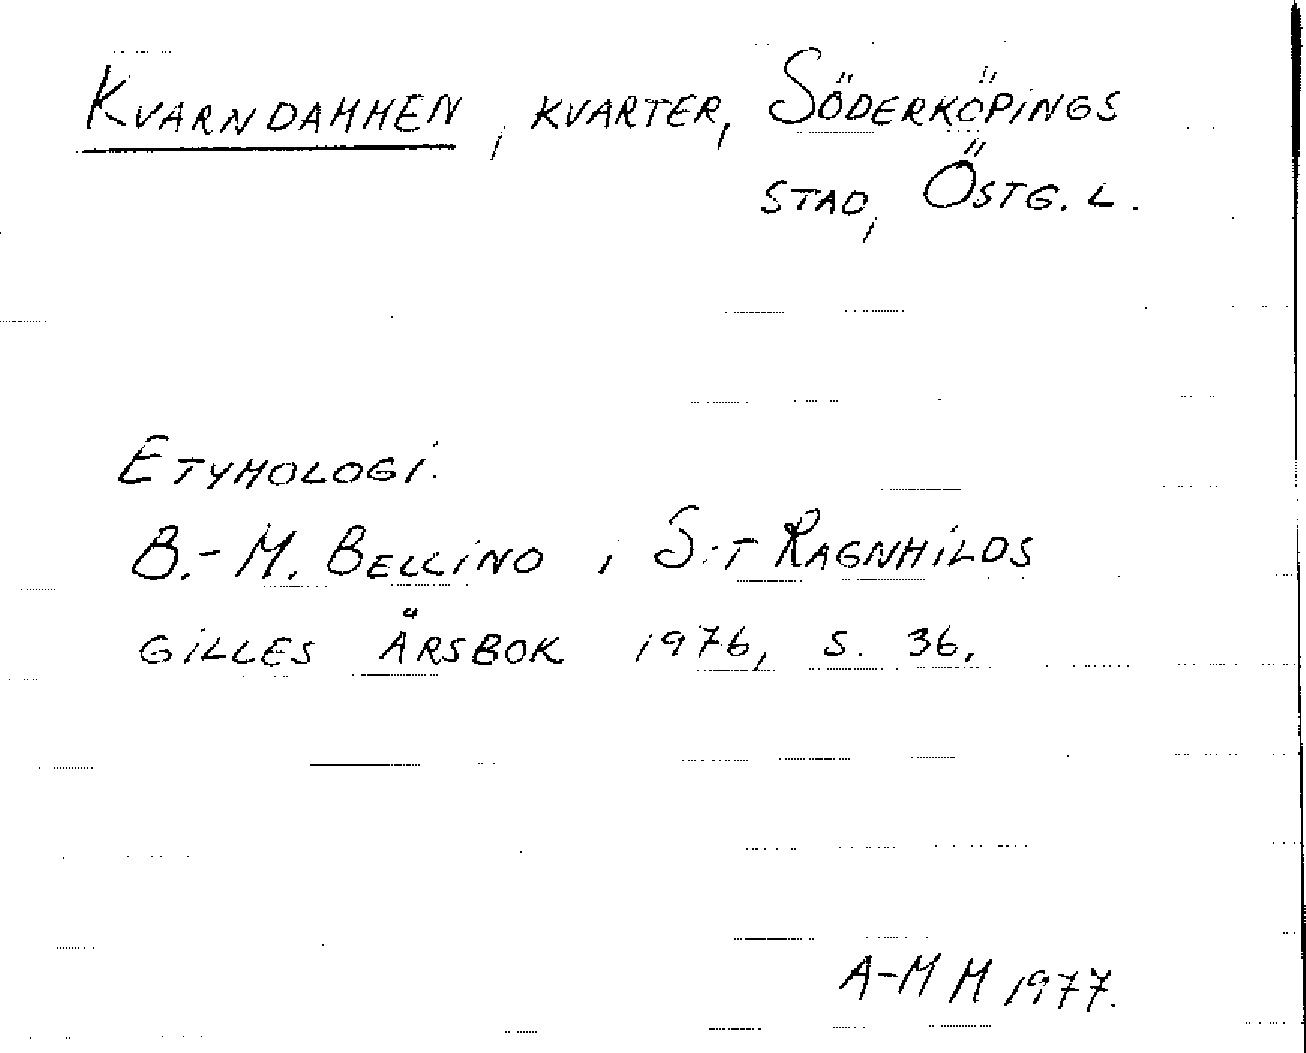 KVARNDAMMEN, KVARTER, SÖDERKÖPINGS
STAD, ÖSTG. L.
ETYMOLOGI.
B.-M. BELLINO, S:T RAGNHILDS
GILLES ÅRSBOK 1976, S. 36.
A-M M 1977.